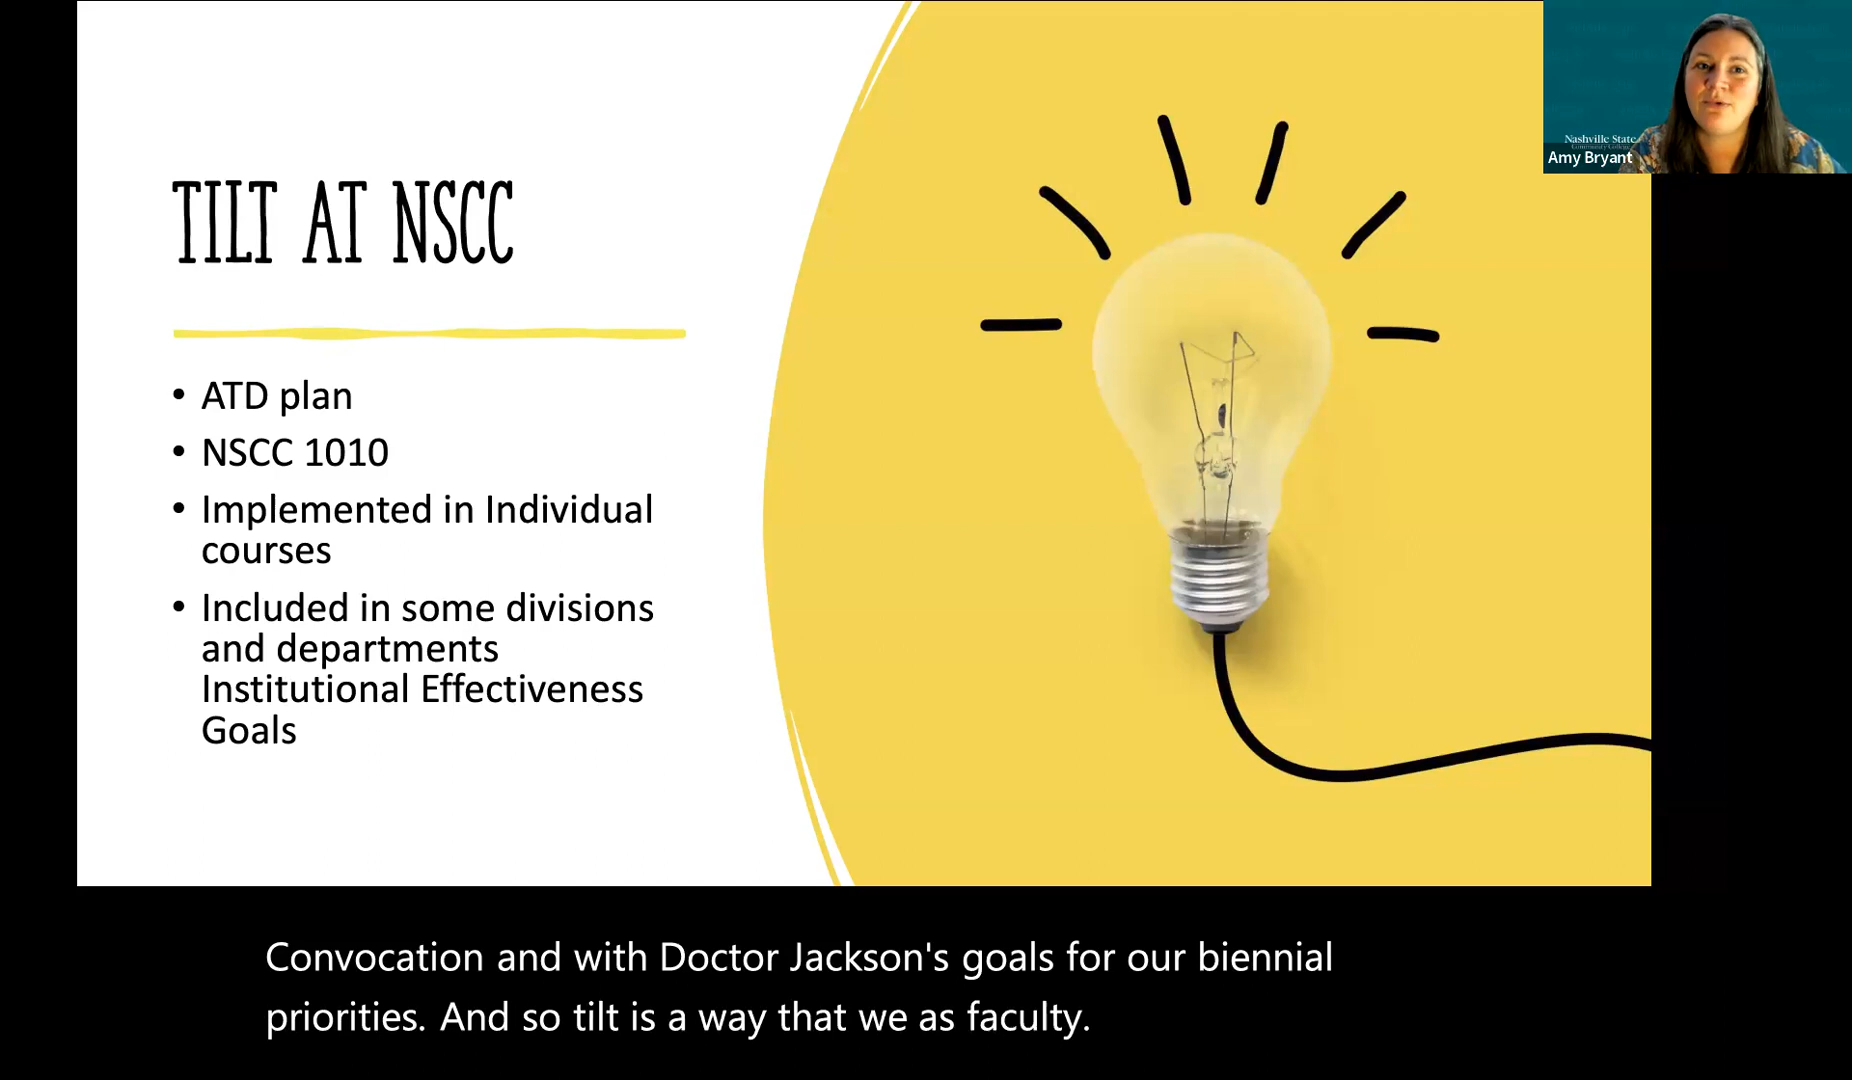 TILT AT NSCC
• ATD plan
• NSCC 1010
• Implemented in Individual
courses
• Included in some divisions
and departments
Institutional Effectiveness
Goals
Nashville State
Community College
Amy Bryant
Convocation and with Doctor Jackson's goals for our biennial
priorities. And so tilt is a way that we as faculty.